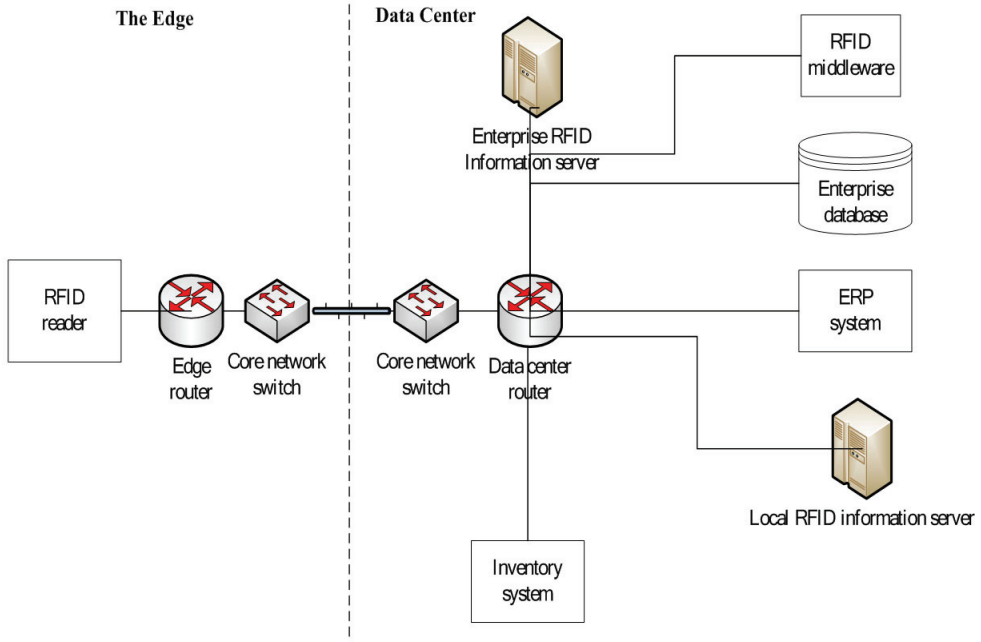 The Edge
Data Center
RFID
middleware
Enterprise RFID
Information server
Enterprise
database
RFID
reader
Edge
router
Core network
switch
Core network
switch
Data center
router
ERP
system
Local RFID information server
Inventory
system